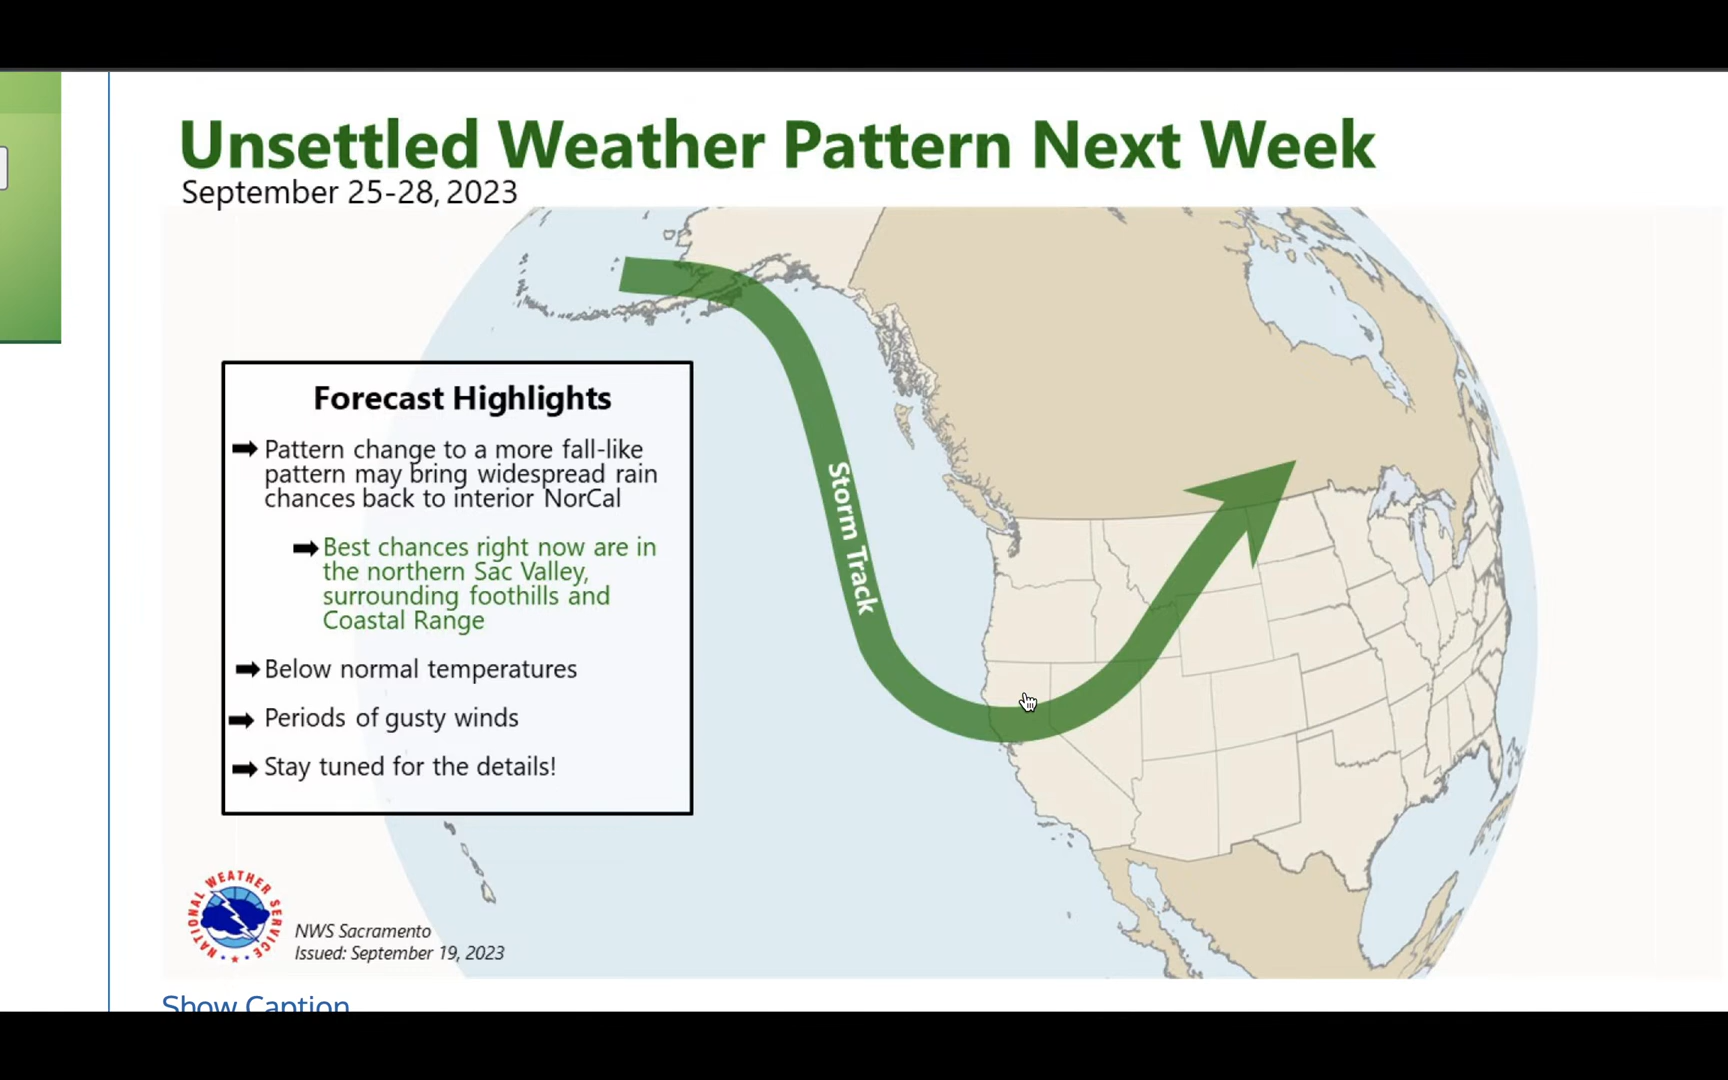 Unsettled Weather Pattern Next Week
September 25-28, 2023
Forecast Highlights
Pattern change to a more fall-like
pattern may bring widespread rain
chances back to interior NorCal
Best chances right now are in
the northern Sac Valley,
surrounding foothills and
Coastal Range
Below normal temperatures
Periods of gusty winds
Stay tuned for the details!
Storm Track
NATIONAL WEATHER SERVICE
NWS Sacramento
Issued: September 19, 2023
Show Caption